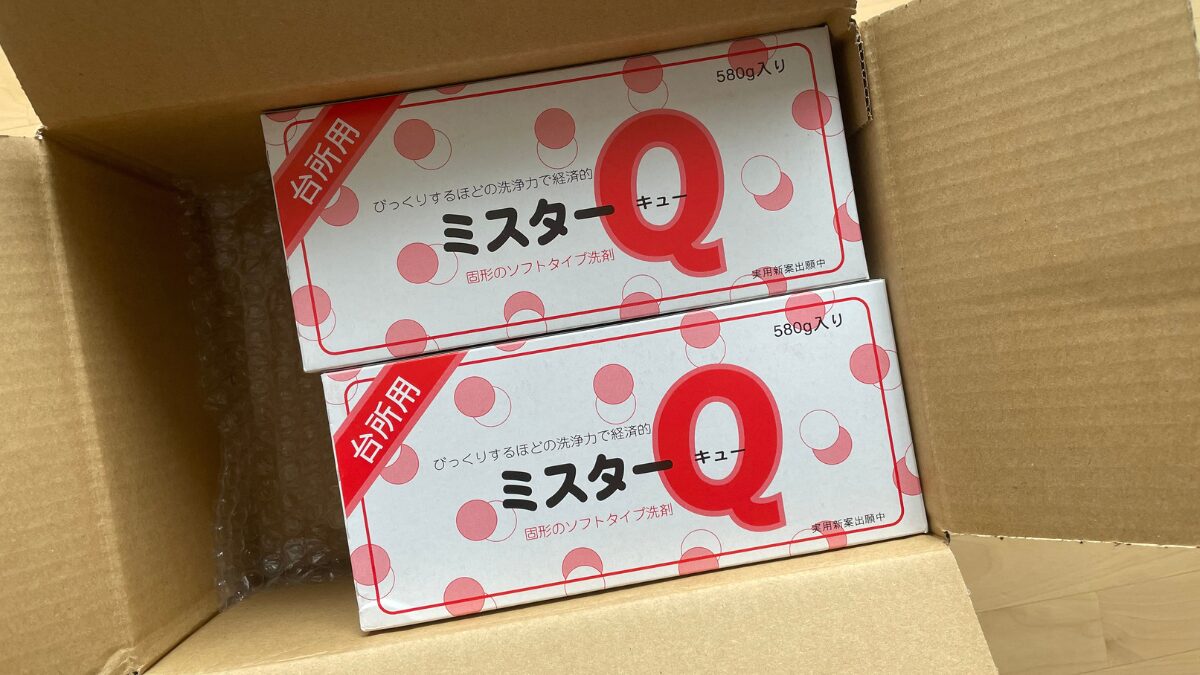 580g入り
台所用
びっくりするほどの洗浄力で経済的
ミスターQ
キュー
固形のソフトタイプ洗剤
実用新案出願中
580g入り
台所用
びっくりするほどの洗浄力で経済的
ミスターQ
キュー
固形のソフトタイプ洗剤
実用新案出願中